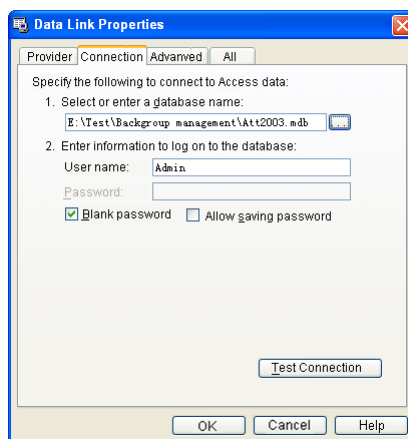 Data Link Properties
Provider Connection Advanved All
Specify the following to connect to Access data:
1. Select or enter a database name:
E:\Test\Backgroup management\Att2003.mdb ...
2. Enter information to log on to the database:
User name: Admin
Password:
Blank password Allow saving password
Test Connection
OK Cancel Help